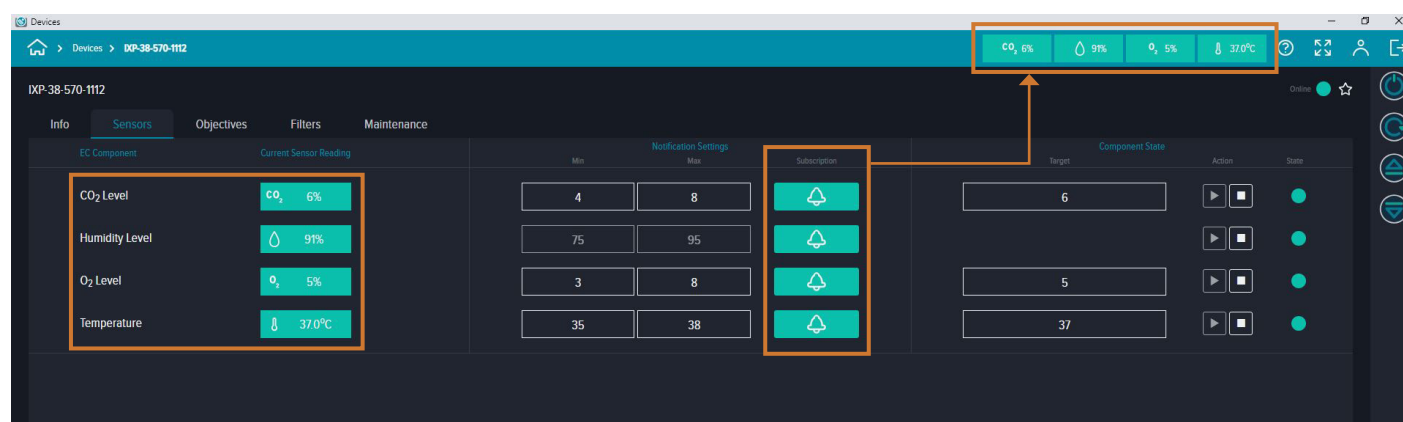 Devices
> Devices > IXP-38-570-1112
CO₂ 6% 91% O₂ 5% 37.0°C
IXP-38-570-1112
Online
Info Sensors Objectives Filters Maintenance
EC Component Current Sensor Reading Notification Settings Component State
Min Max Subscription Target Action State
CO₂ Level CO₂ 6% 4 8 6
Humidity Level 91% 75 95
O₂ Level O₂ 5% 3 8 5
Temperature 37.0°C 35 38 37